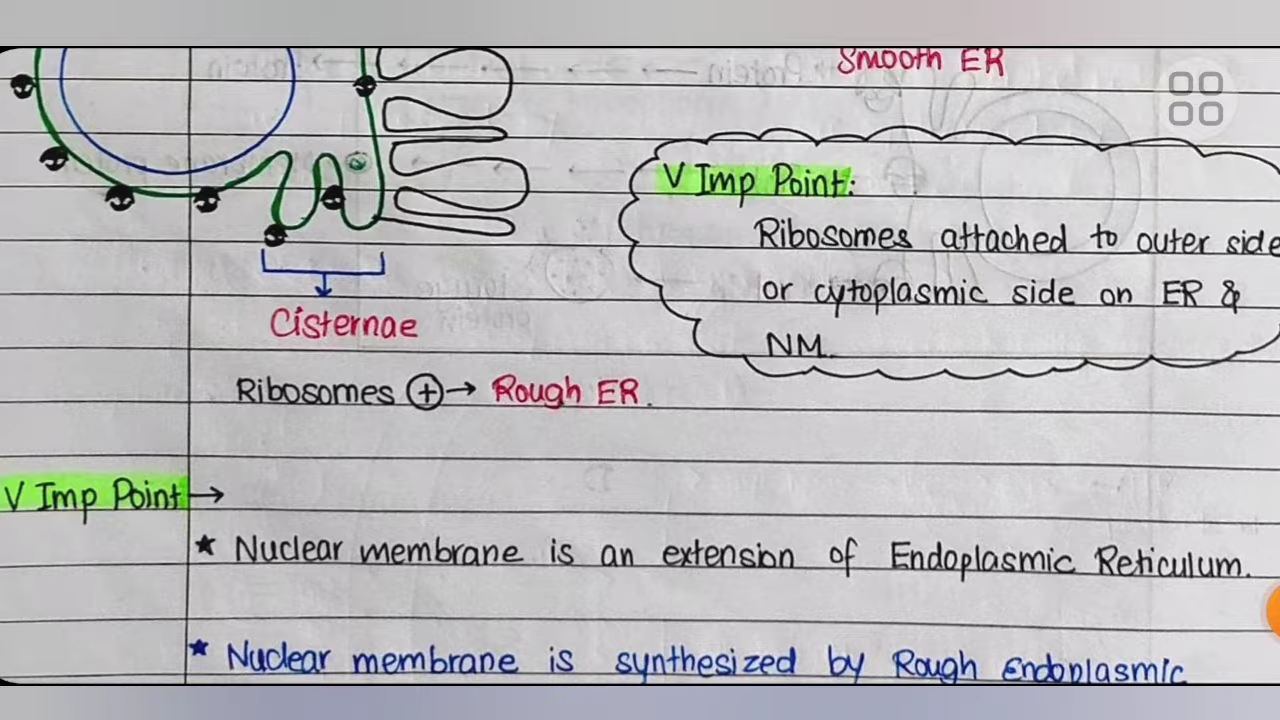 Smooth ER
V Imp Point:
Ribosomes attached to outer side
or cytoplasmic side on ER &
NM.
Cisternae
Ribosomes ⊕→ Rough ER.
V Imp Point →
★ Nuclear membrane is an extension of Endoplasmic Reticulum.
★ Nuclear membrane is synthesized by Rough Endoplasmic